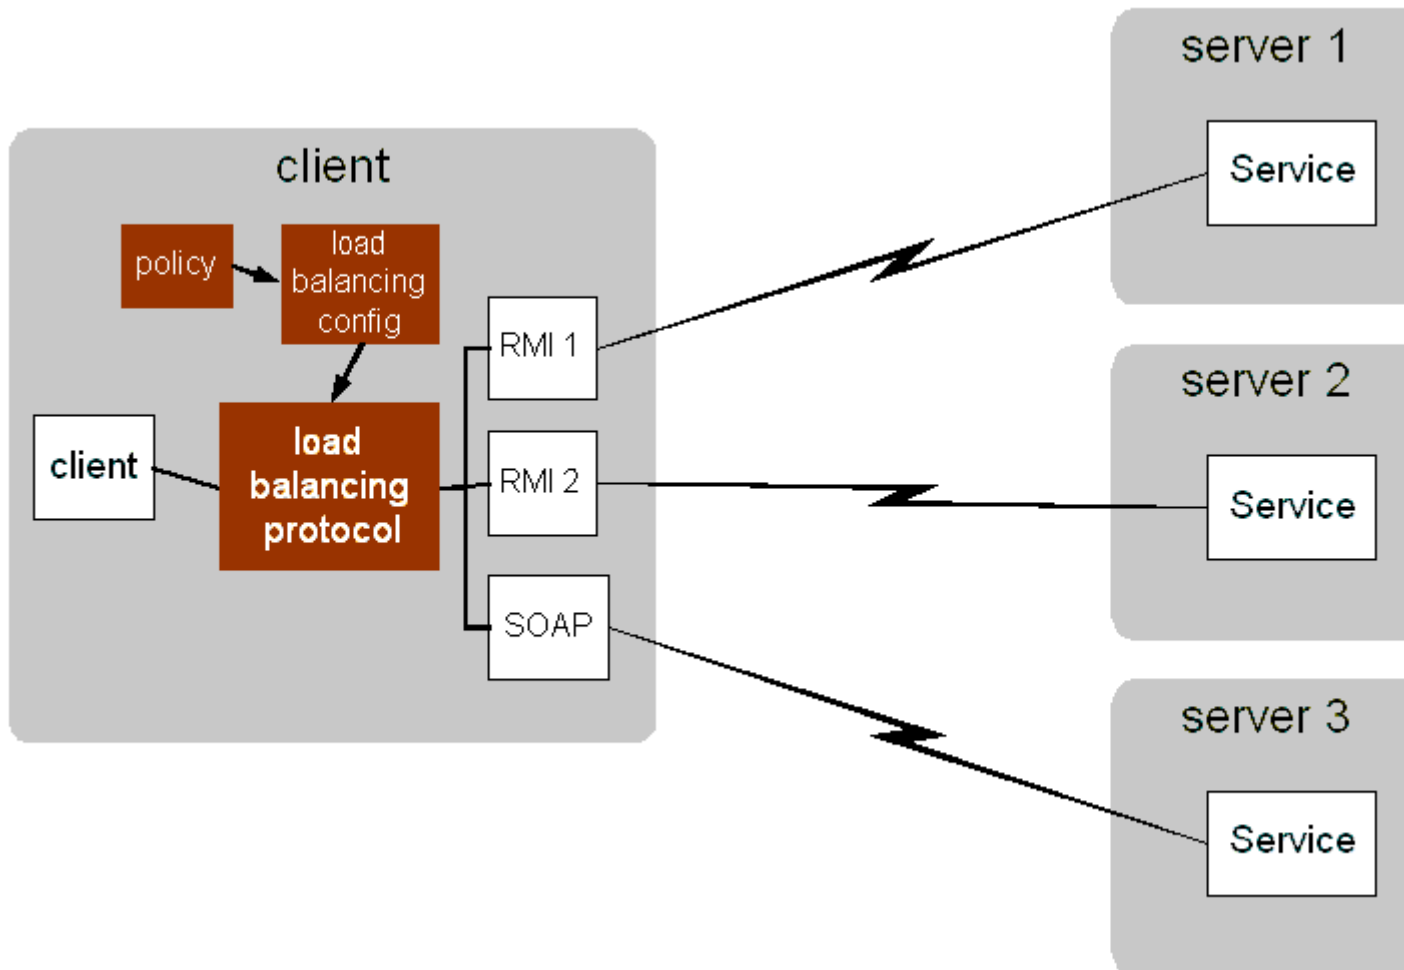 server 1
Service
client
policy
load
balancing
config
RMI 1
client
load
balancing
protocol
RMI 2
SOAP
server 2
Service
server 3
Service